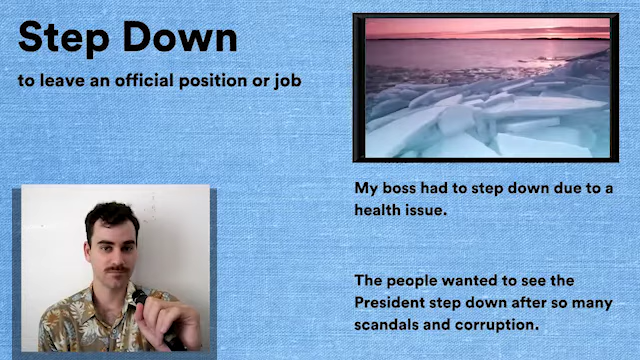 Step Down
to leave an official position or job
My boss had to step down due to a
health issue.
The people wanted to see the
President step down after so many
scandals and corruption.